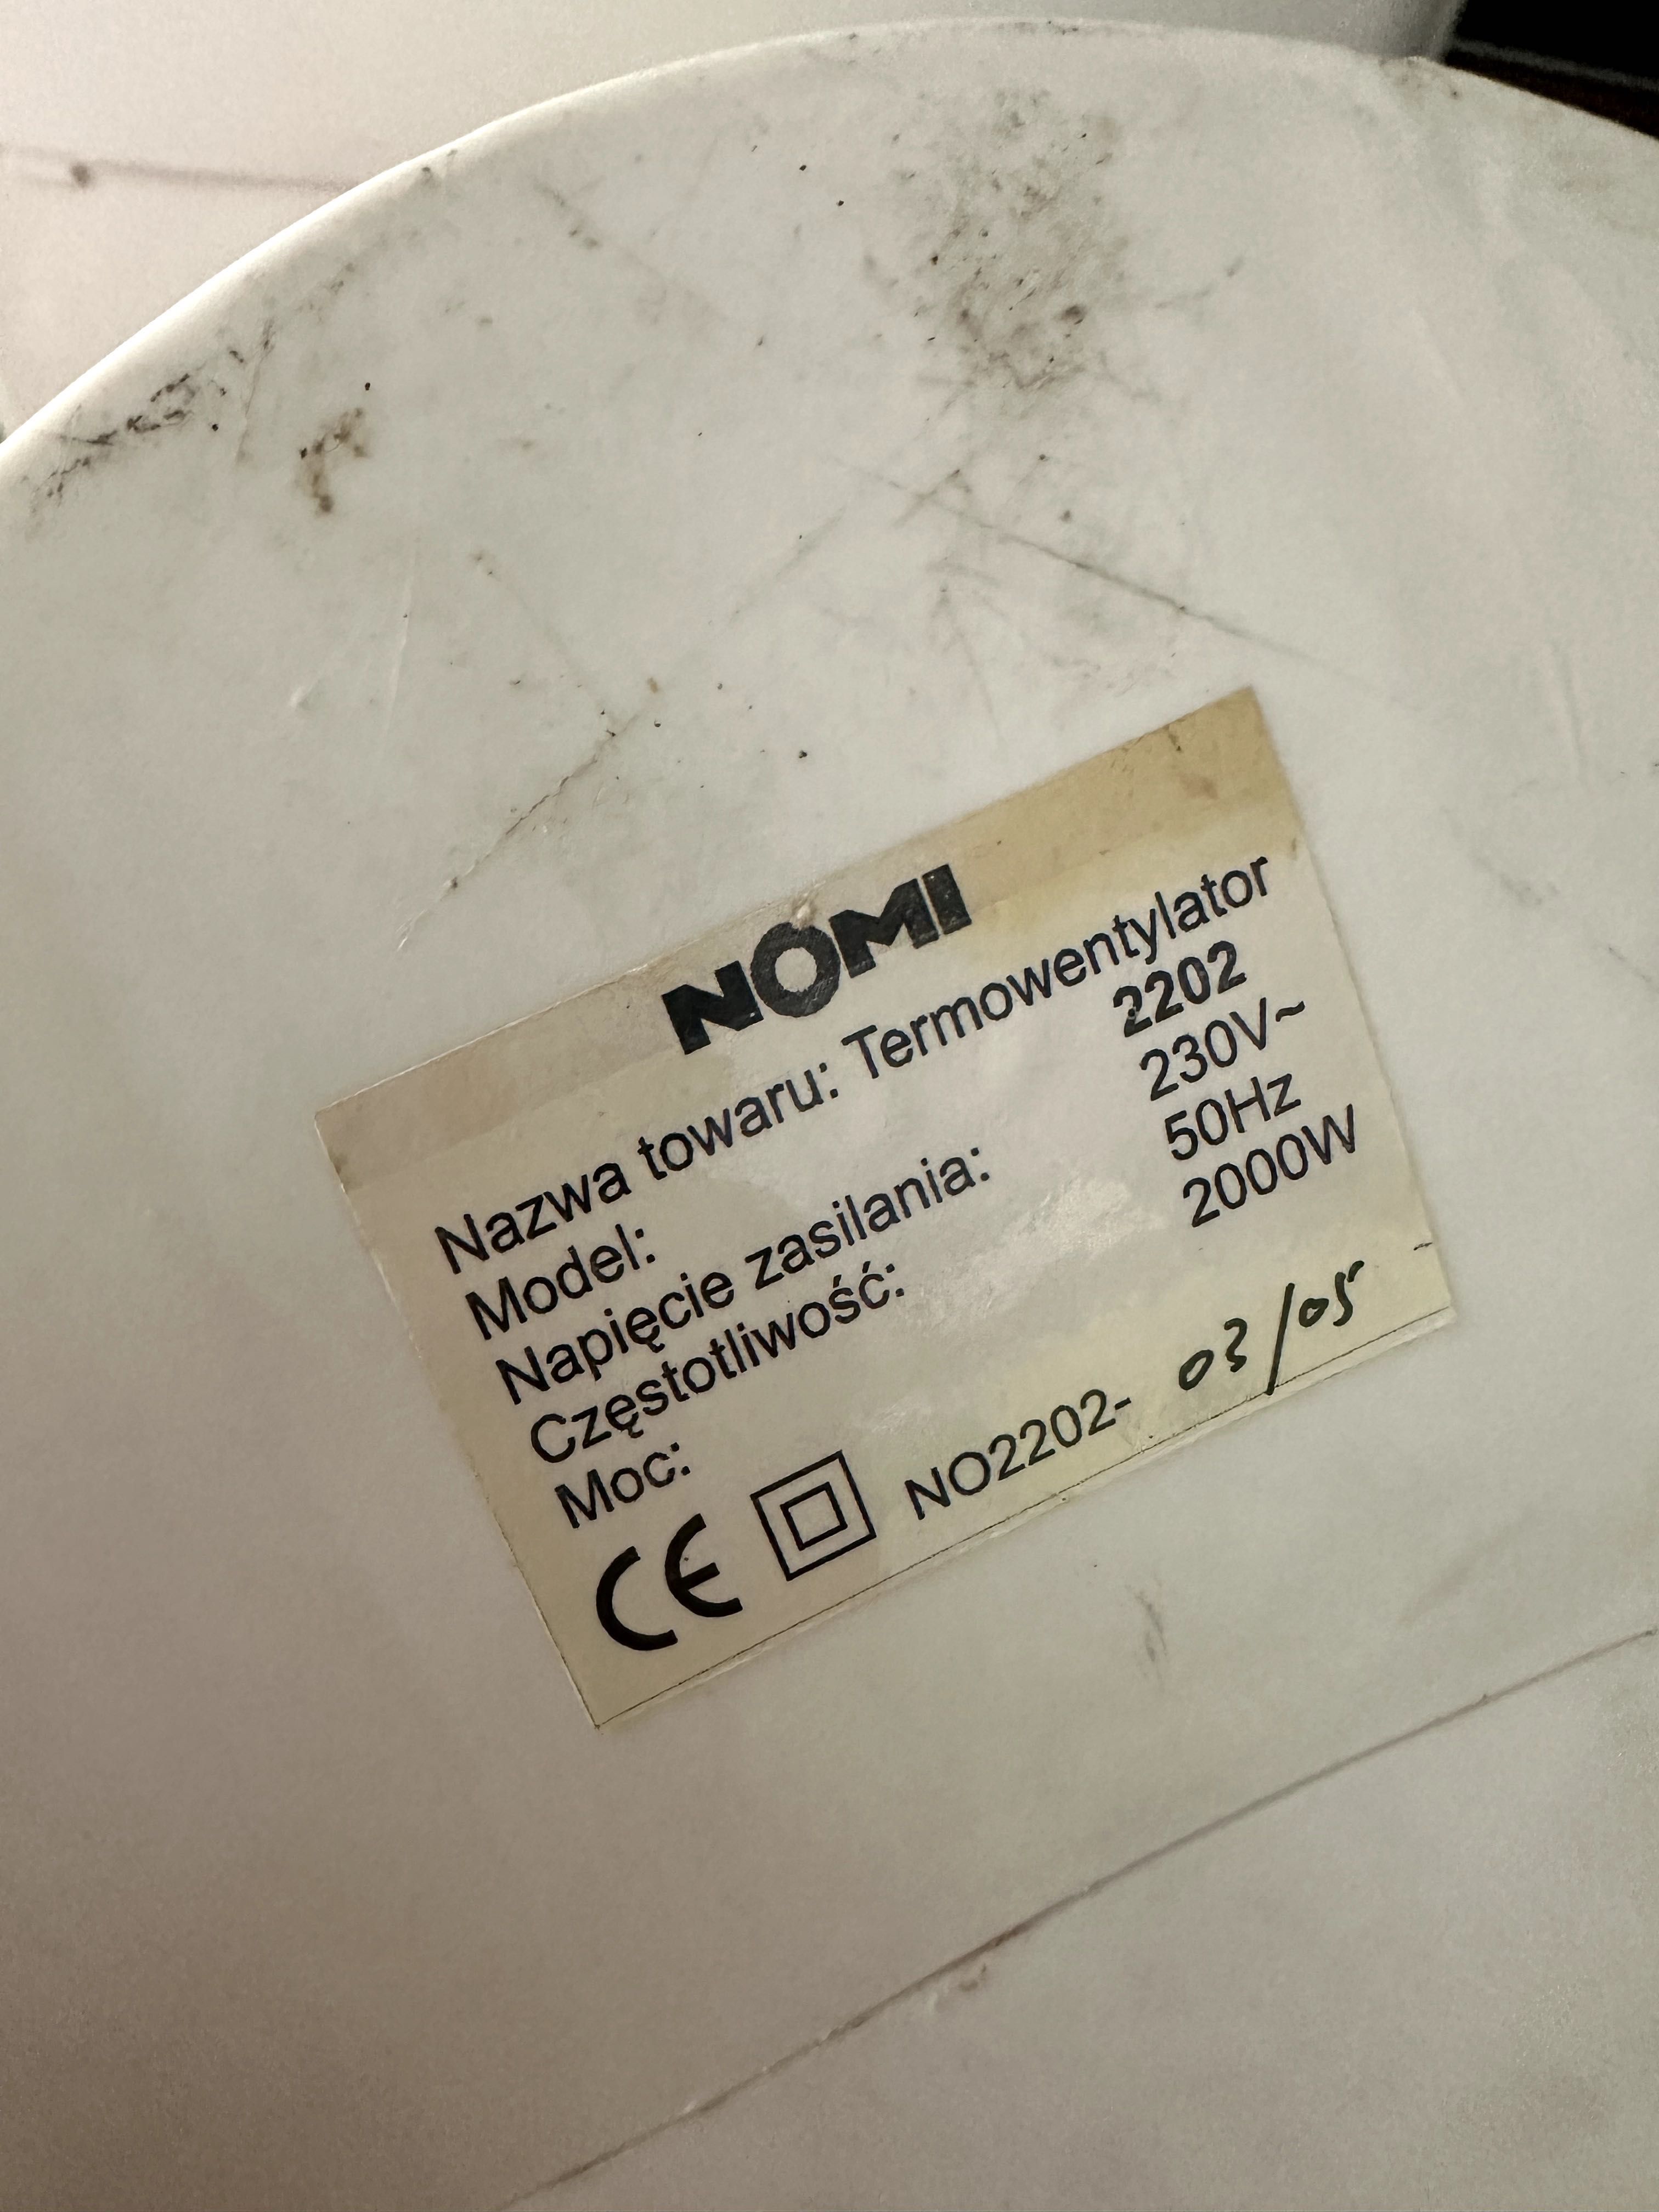 NOMI
Nazwa towaru: Termowentylator
Model: 2202
Napięcie zasilania: 230V~
Częstotliwość: 50Hz
Moc: 2000W
CE NO2202- 03/05